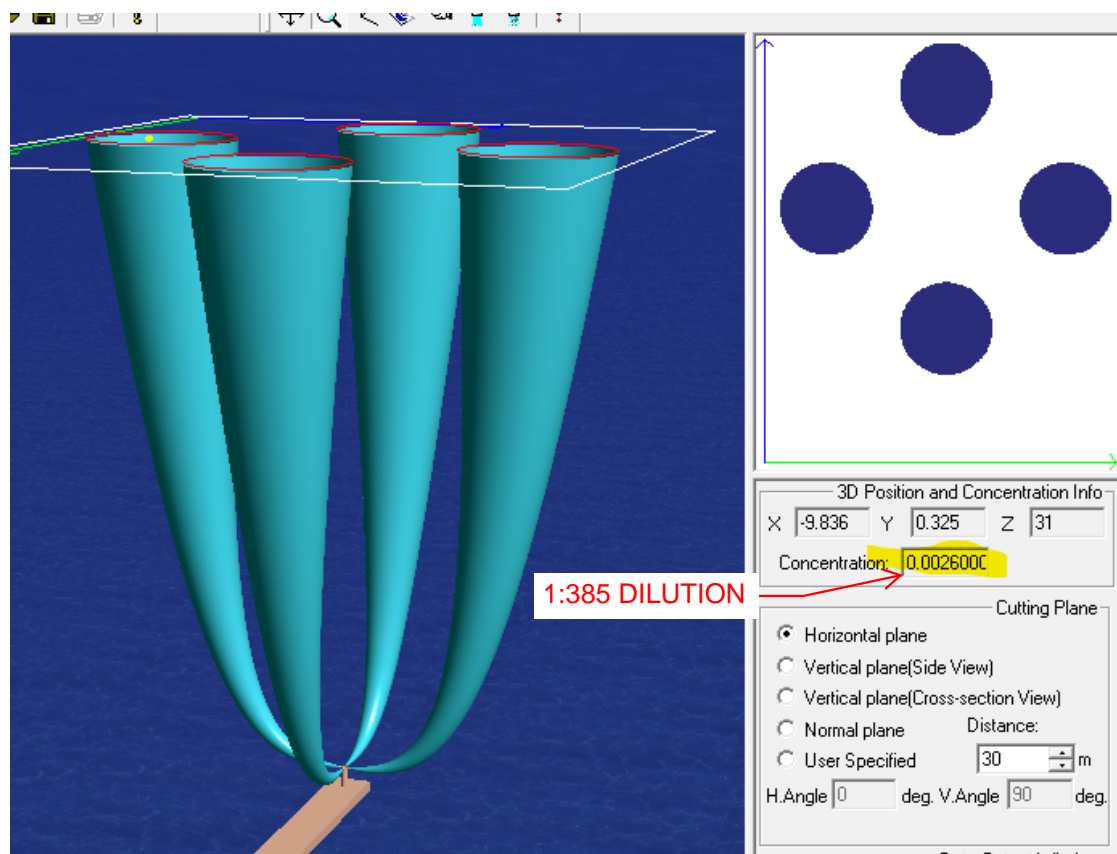 3D Position and Concentration Info
X -9.836 Y 0.325 Z 31
Concentration: 0.002600
1:385 DILUTION
Cutting Plane
Horizontal plane
Vertical plane(Side View)
Vertical plane(Cross-section View)
Normal plane Distance:
User Specified 30 m
H.Angle 0 deg. V.Angle 90 deg.